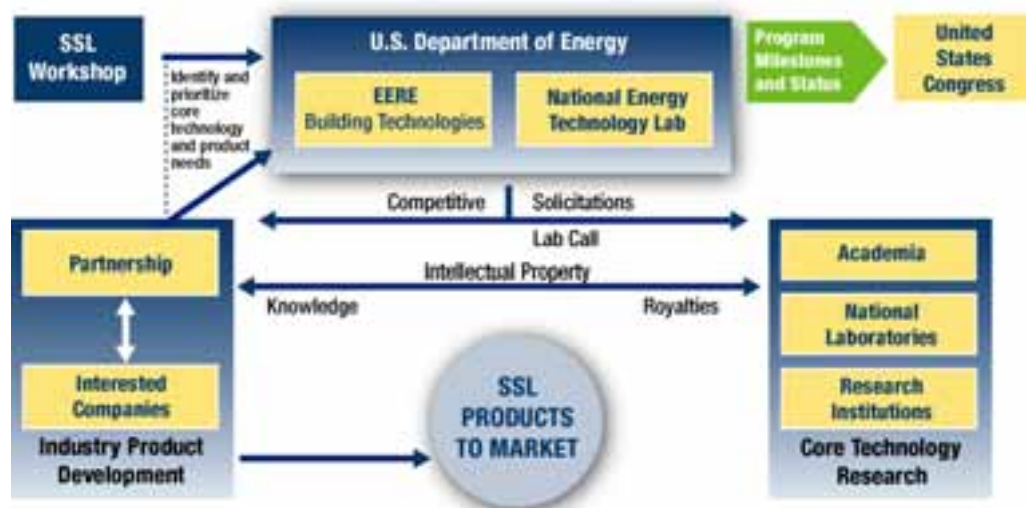 SSL
Workshop
Identify and
prioritize
core
technology
and product
needs
U.S. Department of Energy
EERE
Building Technologies
National Energy
Technology Lab
Program
Milestones
and Status
United
States
Congress
Competitive
Solicitations
Lab Call
Intellectual Property
Knowledge
Royalties
Partnership
Interested
Companies
Industry Product
Development
SSL
PRODUCTS
TO MARKET
Academia
National
Laboratories
Research
Institutions
Core Technology
Research